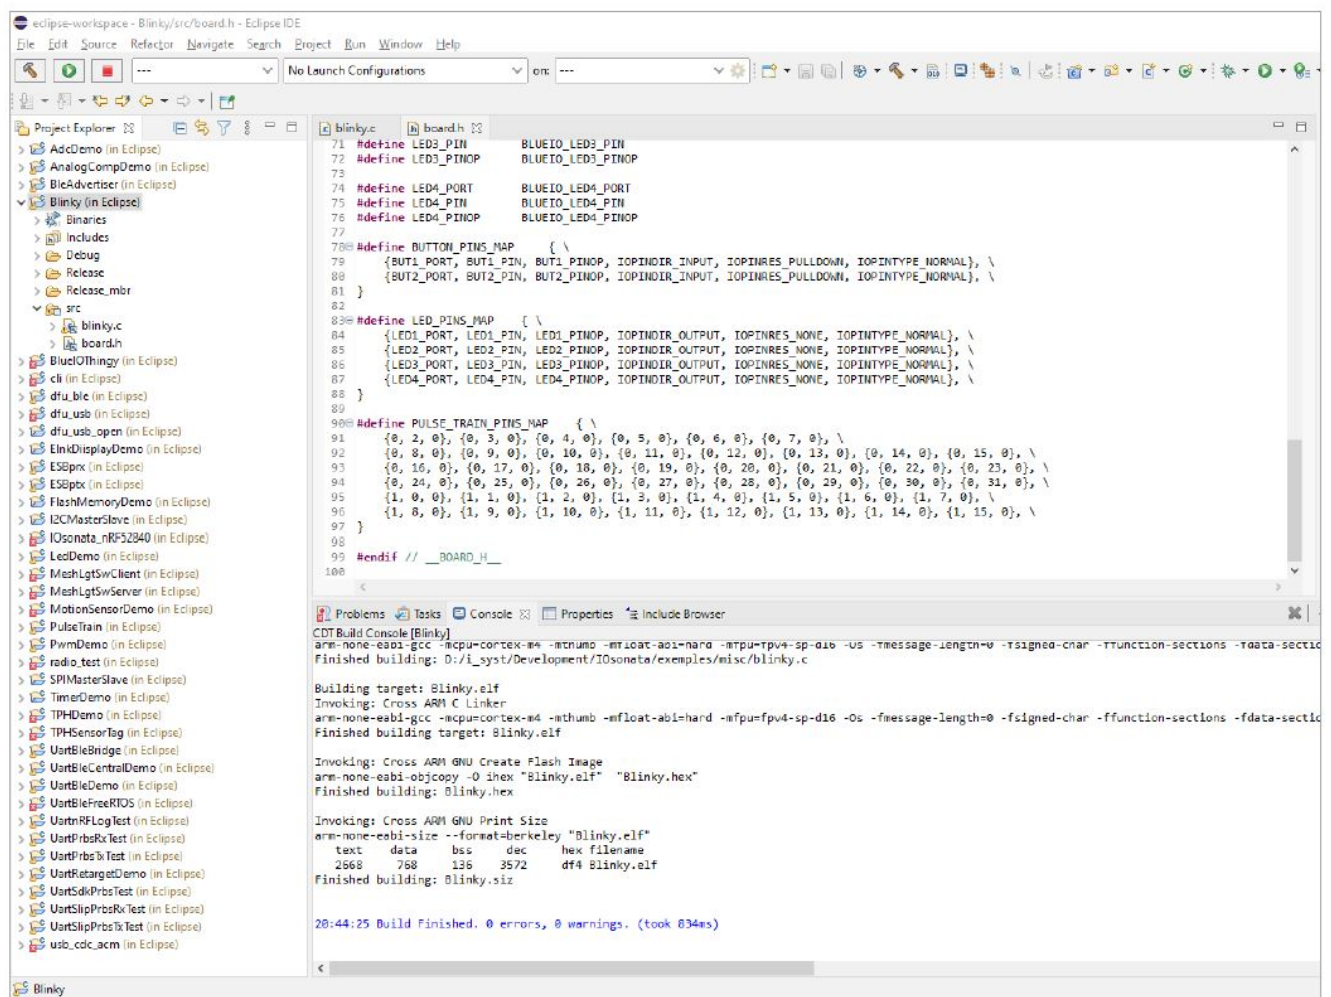 eclipse-workspace - Blinky/src/board.h - Eclipse IDE
File Edit Source Refactor Navigate Search Project Run Window Help
--- No Launch Configurations on: ---
Project Explorer
AdcDemo (in Eclipse)
AnalogCompDemo (in Eclipse)
BleAdvertiser (in Eclipse)
Blinky (in Eclipse)
Binaries
Includes
Debug
Release
Release_mbr
src
blinky.c
board.h
BlueIOThingy (in Eclipse)
cli (in Eclipse)
dfu_ble (in Eclipse)
dfu_usb (in Eclipse)
dfu_usb_open (in Eclipse)
EInkDiisplayDemo (in Eclipse)
ESBprx (in Eclipse)
ESBptx (in Eclipse)
FlashMemoryDemo (in Eclipse)
I2CMasterSlave (in Eclipse)
IOsonata_nRF52840 (in Eclipse)
LedDemo (in Eclipse)
MeshLgtSwClient (in Eclipse)
MeshLgtSwServer (in Eclipse)
MotionSensorDemo (in Eclipse)
PulseTrain (in Eclipse)
PwmDemo (in Eclipse)
radio_test (in Eclipse)
SPIMasterSlave (in Eclipse)
TimerDemo (in Eclipse)
TPHDemo (in Eclipse)
TPHSensorTag (in Eclipse)
UartBleBridge (in Eclipse)
UartBleCentralDemo (in Eclipse)
UartBleDemo (in Eclipse)
UartBleFreeRTOS (in Eclipse)
UartnRFLogTest (in Eclipse)
UartPrbsRxTest (in Eclipse)
UartPrbsTxTest (in Eclipse)
UartRetargetDemo (in Eclipse)
UartSdkPrbsTest (in Eclipse)
UartSlipPrbsRxTest (in Eclipse)
UartSlipPrbsTxTest (in Eclipse)
usb_cdc_acm (in Eclipse)
blinky.c board.h
71 #define LED3_PIN BLUEIO_LED3_PIN
72 #define LED3_PINOP BLUEIO_LED3_PINOP
73
74 #define LED4_PORT BLUEIO_LED4_PORT
75 #define LED4_PIN BLUEIO_LED4_PIN
76 #define LED4_PINOP BLUEIO_LED4_PINOP
77
78 #define BUTTON_PINS_MAP { \
79 {BUT1_PORT, BUT1_PIN, BUT1_PINOP, IOPINDIR_INPUT, IOPINRES_PULLDOWN, IOPINTYPE_NORMAL}, \
80 {BUT2_PORT, BUT2_PIN, BUT2_PINOP, IOPINDIR_INPUT, IOPINRES_PULLDOWN, IOPINTYPE_NORMAL}, \
81 }
82
83 #define LED_PINS_MAP { \
84 {LED1_PORT, LED1_PIN, LED1_PINOP, IOPINDIR_OUTPUT, IOPINRES_NONE, IOPINTYPE_NORMAL}, \
85 {LED2_PORT, LED2_PIN, LED2_PINOP, IOPINDIR_OUTPUT, IOPINRES_NONE, IOPINTYPE_NORMAL}, \
86 {LED3_PORT, LED3_PIN, LED3_PINOP, IOPINDIR_OUTPUT, IOPINRES_NONE, IOPINTYPE_NORMAL}, \
87 {LED4_PORT, LED4_PIN, LED4_PINOP, IOPINDIR_OUTPUT, IOPINRES_NONE, IOPINTYPE_NORMAL}, \
88 }
89
90 #define PULSE_TRAIN_PINS_MAP { \
91 {0, 2, 0}, {0, 3, 0}, {0, 4, 0}, {0, 5, 0}, {0, 6, 0}, {0, 7, 0}, \
92 {0, 8, 0}, {0, 9, 0}, {0, 10, 0}, {0, 11, 0}, {0, 12, 0}, {0, 13, 0}, {0, 14, 0}, {0, 15, 0}, \
93 {0, 16, 0}, {0, 17, 0}, {0, 18, 0}, {0, 19, 0}, {0, 20, 0}, {0, 21, 0}, {0, 22, 0}, {0, 23, 0}, \
94 {0, 24, 0}, {0, 25, 0}, {0, 26, 0}, {0, 27, 0}, {0, 28, 0}, {0, 29, 0}, {0, 30, 0}, {0, 31, 0}, \
95 {1, 0, 0}, {1, 1, 0}, {1, 2, 0}, {1, 3, 0}, {1, 4, 0}, {1, 5, 0}, {1, 6, 0}, {1, 7, 0}, \
96 {1, 8, 0}, {1, 9, 0}, {1, 10, 0}, {1, 11, 0}, {1, 12, 0}, {1, 13, 0}, {1, 14, 0}, {1, 15, 0}, \
97 }
98
99 #endif // __BOARD_H__
100
Problems Tasks Console Properties Include Browser
CDT Build Console [Blinky]
arm-none-eabi-gcc -mcpu=cortex-m4 -mthumb -mfloat-abi=hard -mfpu=fpv4-sp-d16 -Os -fmessage-length=0 -fsigned-char -ffunction-sections -fdata-sectio
Finished building: D:/i_syst/Development/IOsonata/exemples/misc/blinky.c
Building target: Blinky.elf
Invoking: Cross ARM C Linker
arm-none-eabi-gcc -mcpu=cortex-m4 -mthumb -mfloat-abi=hard -mfpu=fpv4-sp-d16 -Os -fmessage-length=0 -fsigned-char -ffunction-sections -fdata-sectio
Finished building target: Blinky.elf
Invoking: Cross ARM GNU Create Flash Image
arm-none-eabi-objcopy -O ihex "Blinky.elf" "Blinky.hex"
Finished building: Blinky.hex
Invoking: Cross ARM GNU Print Size
arm-none-eabi-size --format=berkeley "Blinky.elf"
text data bss dec hex filename
2668 768 136 3572 df4 Blinky.elf
Finished building: Blinky.siz
20:44:25 Build Finished. 0 errors, 0 warnings. (took 834ms)
Blinky